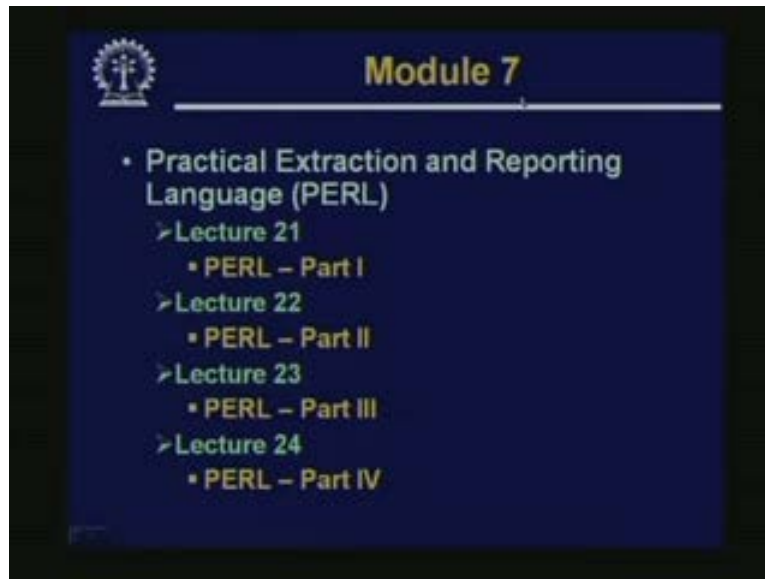 Module 7
• Practical Extraction and Reporting
Language (PERL)
➢Lecture 21
▪ PERL – Part I
➢Lecture 22
▪ PERL – Part II
➢Lecture 23
▪ PERL – Part III
➢Lecture 24
▪ PERL – Part IV